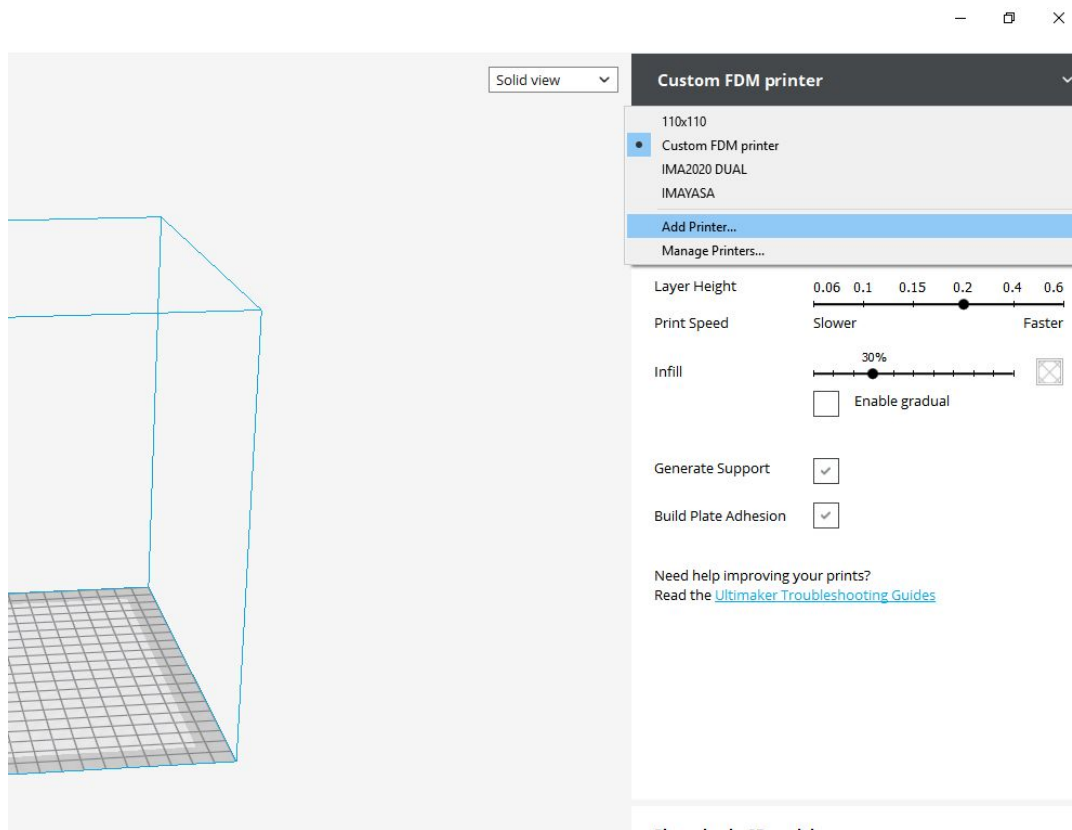 Solid view
Custom FDM printer
110x110
Custom FDM printer
IMA2020 DUAL
IMAYASA
Add Printer...
Manage Printers...
Layer Height 0.06 0.1 0.15 0.2 0.4 0.6
Print Speed Slower Faster
30%
Infill
Enable gradual
Generate Support
Build Plate Adhesion
Need help improving your prints?
Read the Ultimaker Troubleshooting Guides